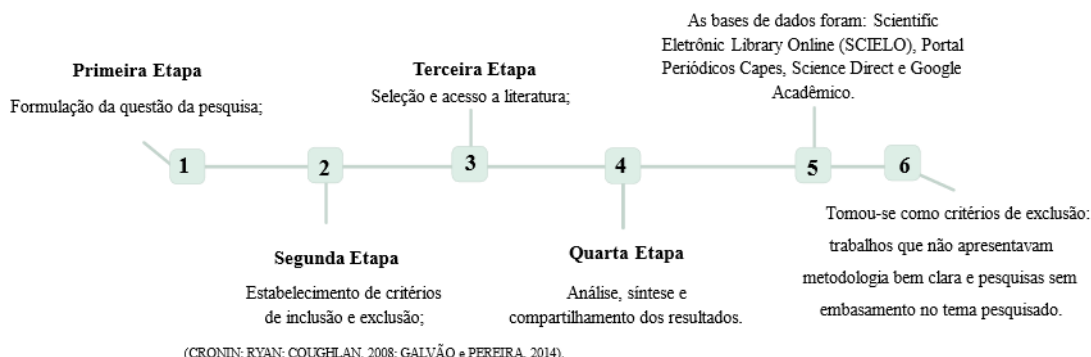 Primeira Etapa
Formulação da questão da pesquisa;
1
2
Segunda Etapa
Estabelecimento de critérios
de inclusão e exclusão;
Terceira Etapa
Seleção e acesso a literatura;
3
4
Quarta Etapa
Análise, síntese e
compartilhamento dos resultados.
As bases de dados foram: Scientific
Eletrônic Library Online (SCIELO), Portal
Periódicos Capes, Science Direct e Google
Acadêmico.
5
6
Tomou-se como critérios de exclusão:
trabalhos que não apresentavam
metodologia bem clara e pesquisas sem
embasamento no tema pesquisado.
(CRONIN; RYAN; COUGHLAN, 2008; GALVÃO e PEREIRA, 2014).